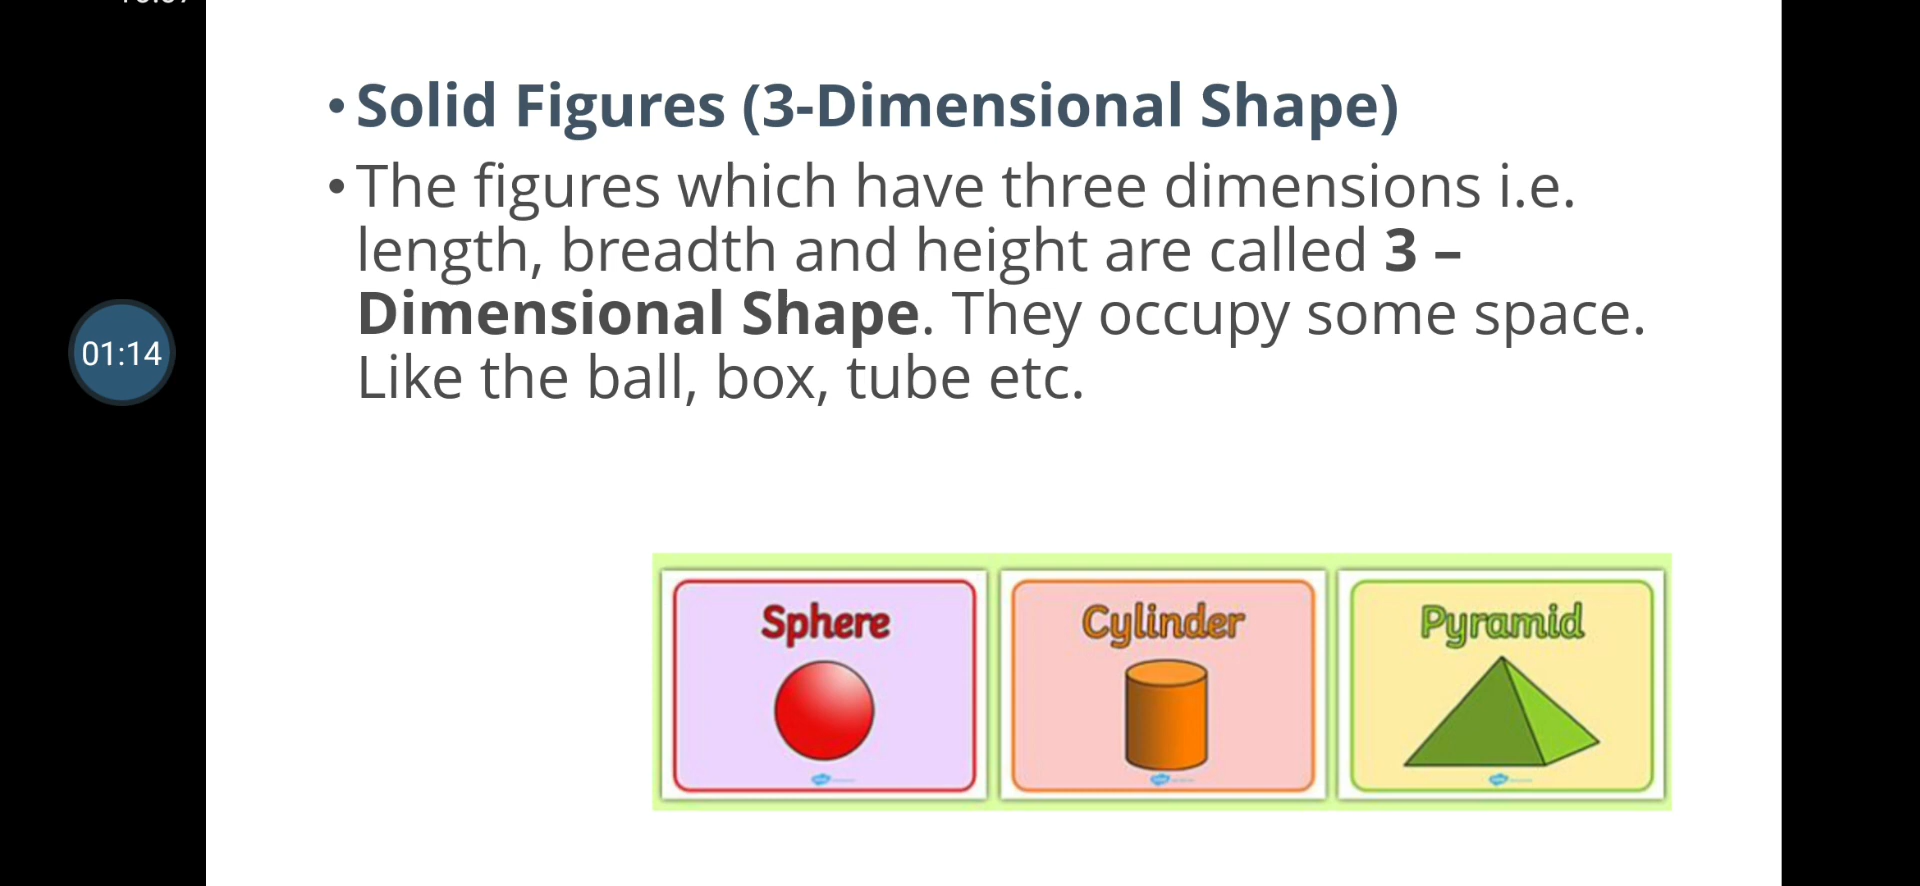 • Solid Figures (3-Dimensional Shape)
• The figures which have three dimensions i.e.
length, breadth and height are called 3 –
Dimensional Shape. They occupy some space.
Like the ball, box, tube etc.
01:14
Sphere
Cylinder
Pyramid